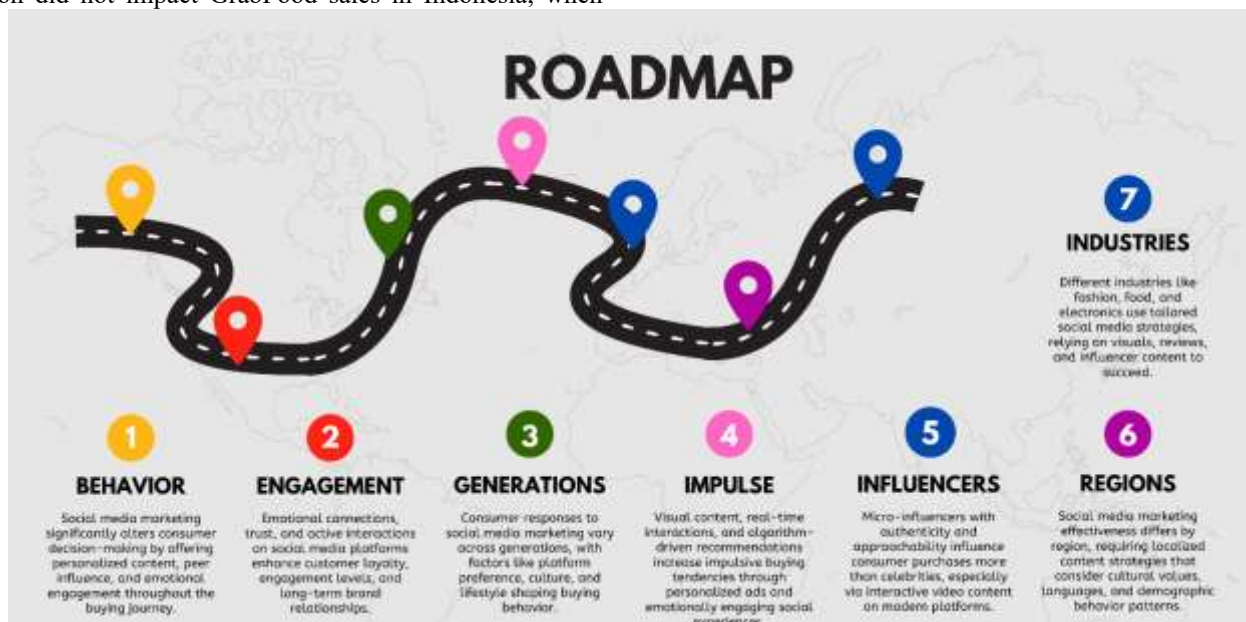 on did not impact GrabFood sales in Indonesia, when
ROADMAP
1
BEHAVIOR
Social media marketing
significantly alters consumer
decision-making by offering
personalized content, peer
influence, and emotional
engagement throughout the
buying journey.
2
ENGAGEMENT
Emotional connections,
trust, and active interactions
on social media platforms
enhance customer loyalty,
engagement levels, and
long-term brand
relationships.
3
GENERATIONS
Consumer responses to
social media marketing vary
across generations, with
factors like platform
preference, culture, and
lifestyle shaping buying
behavior.
4
IMPULSE
Visual content, real-time
interactions, and algorithm-
driven recommendations
increase impulsive buying
tendencies through
personalized ads and
emotionally engaging social
experiences.
5
INFLUENCERS
Micro-influencers with
authenticity and
approachability influence
consumer purchases more
than celebrities, especially
via interactive video content
on modern platforms.
6
REGIONS
Social media marketing
effectiveness differs by
region, requiring localized
content strategies that
consider cultural values,
languages, and demographic
behavior patterns.
7
INDUSTRIES
Different industries like
fashion, food, and
electronics use tailored
social media strategies,
relying on visuals, reviews,
and influencer content to
succeed.